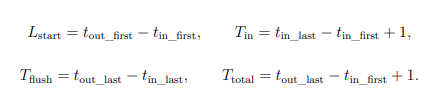 L_start = t_out_first − t_in_first, T_in = t_in_last − t_in_first + 1,
T_flush = t_out_last − t_in_last, T_total = t_out_last − t_in_first + 1.